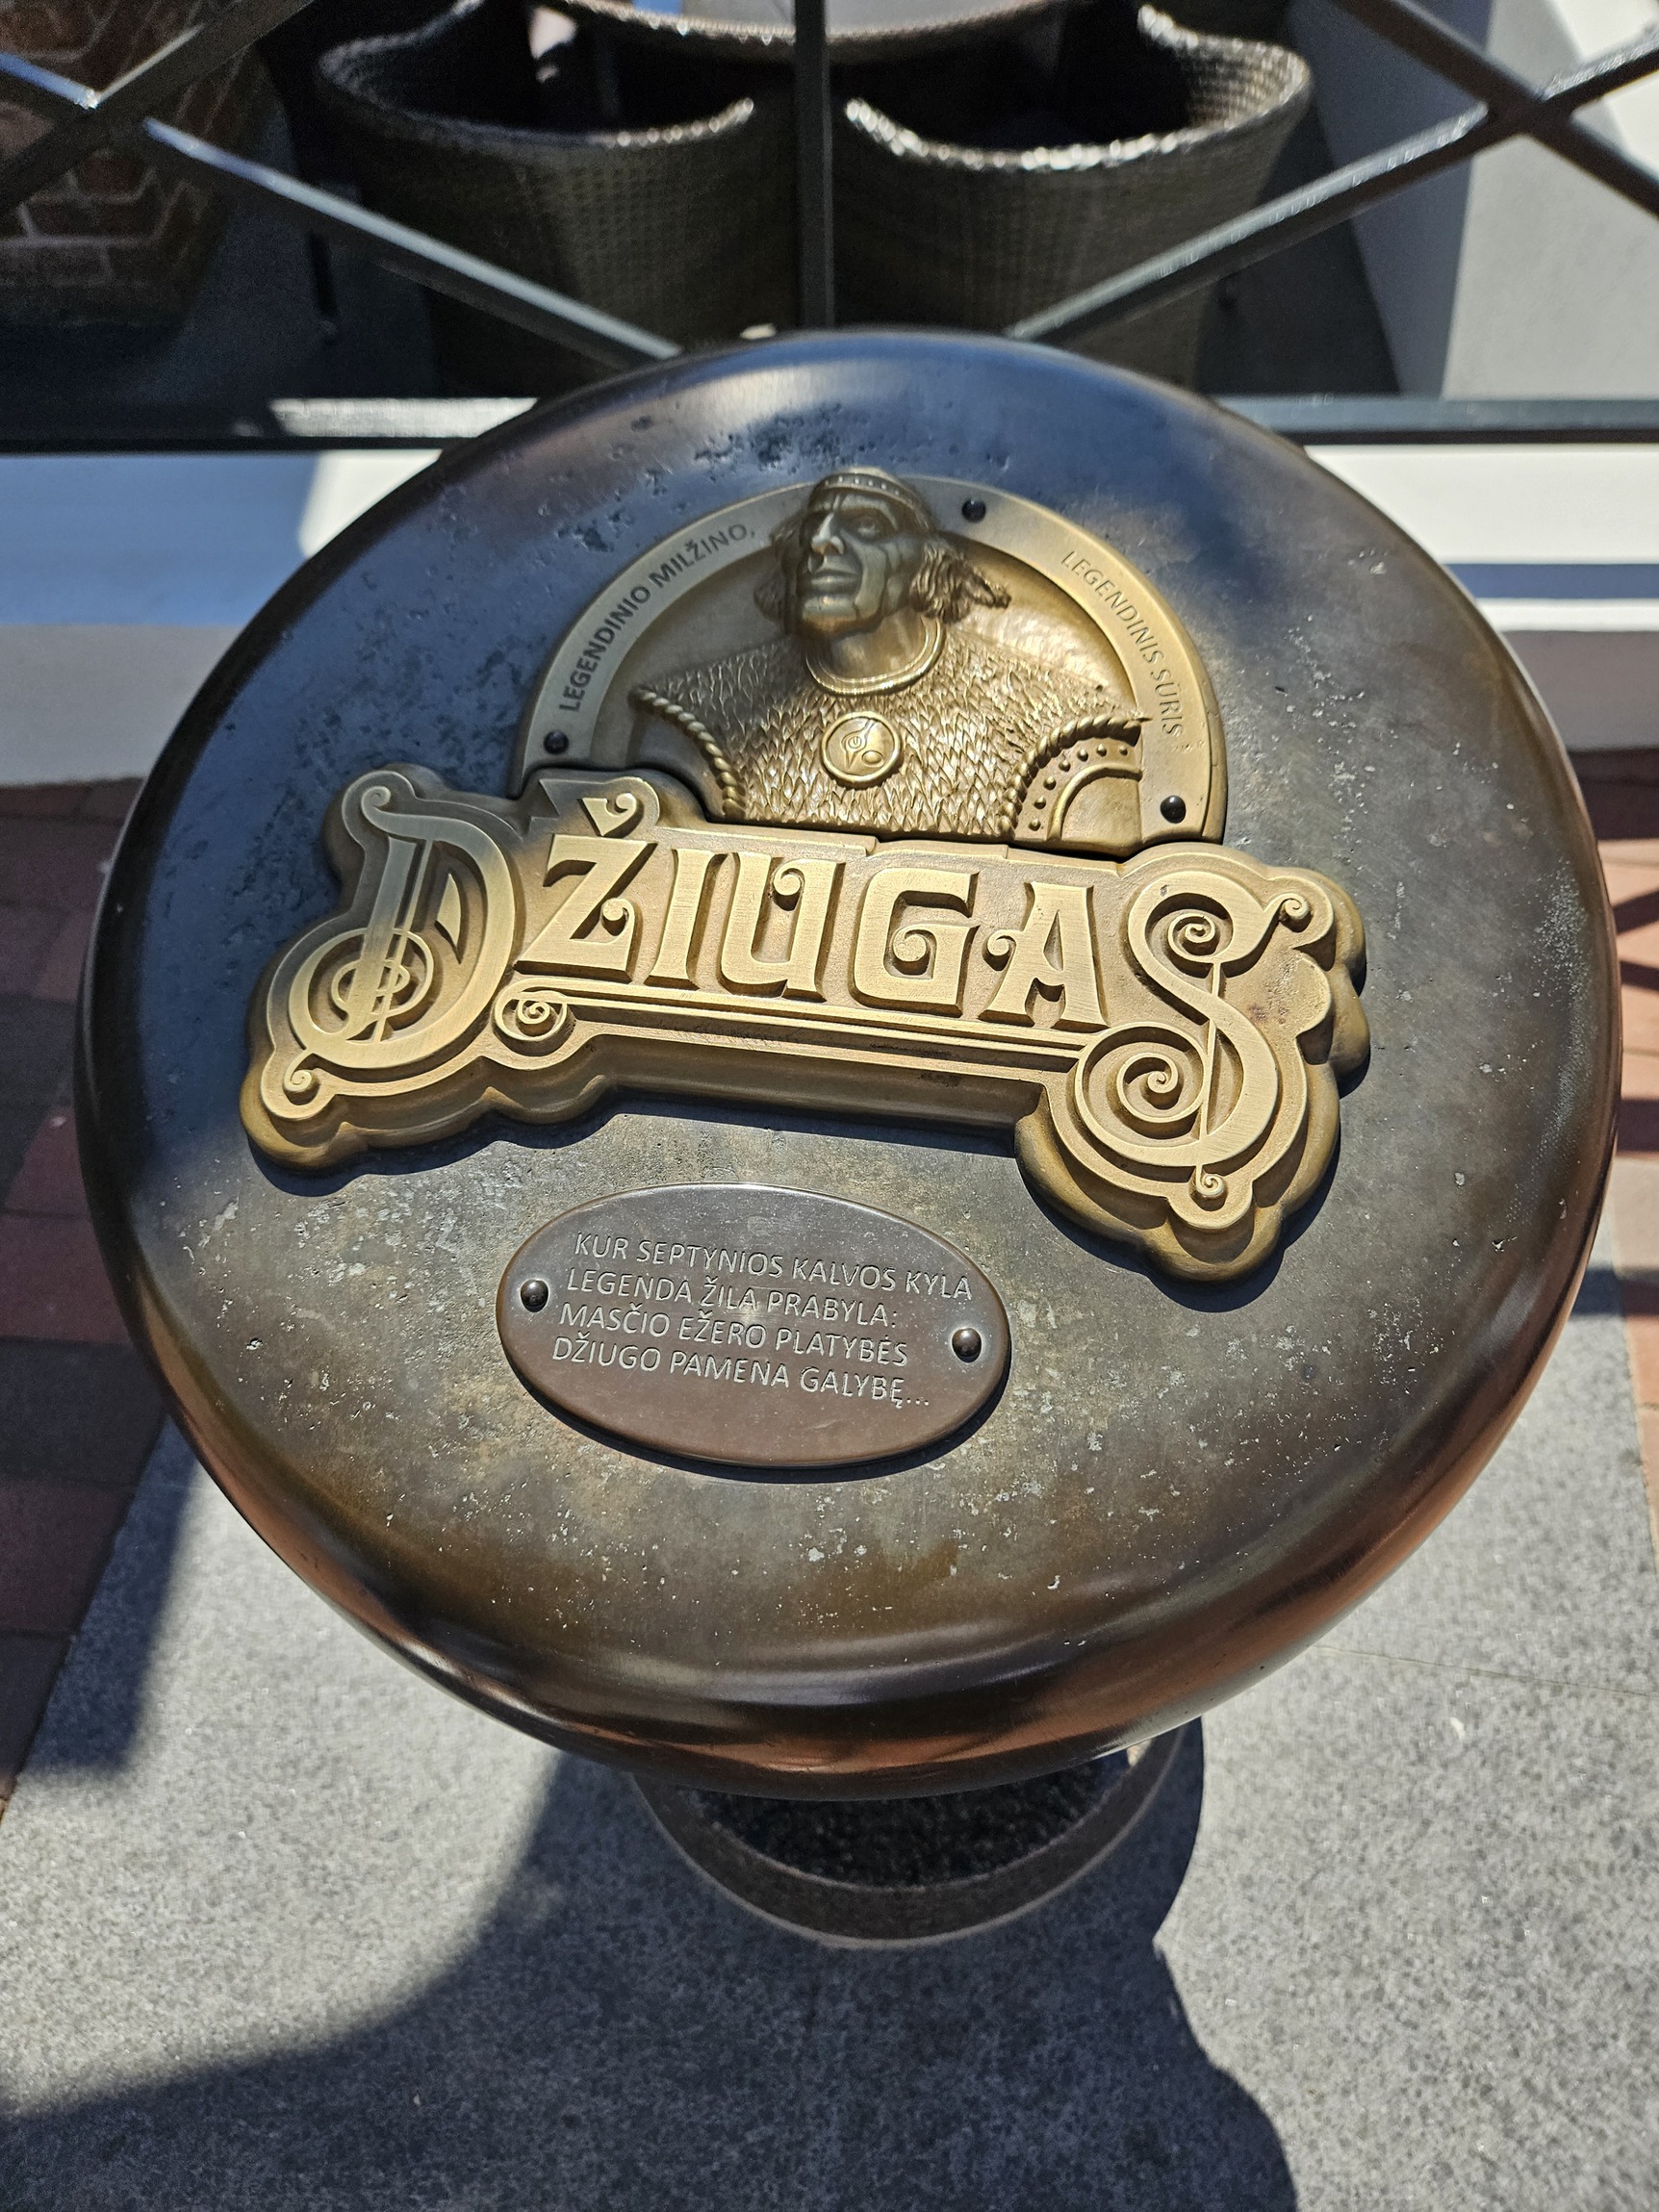 LEGENDINIO MILŽINO,
LEGENDINIS SŪRIS
DŽIUGAS
KUR SEPTYNIOS KALVOS KYLA
LEGENDA ŽILA PRABYLA:
MASČIO EŽERO PLATYBĖS
DŽIUGO PAMENA GALYBĘ...